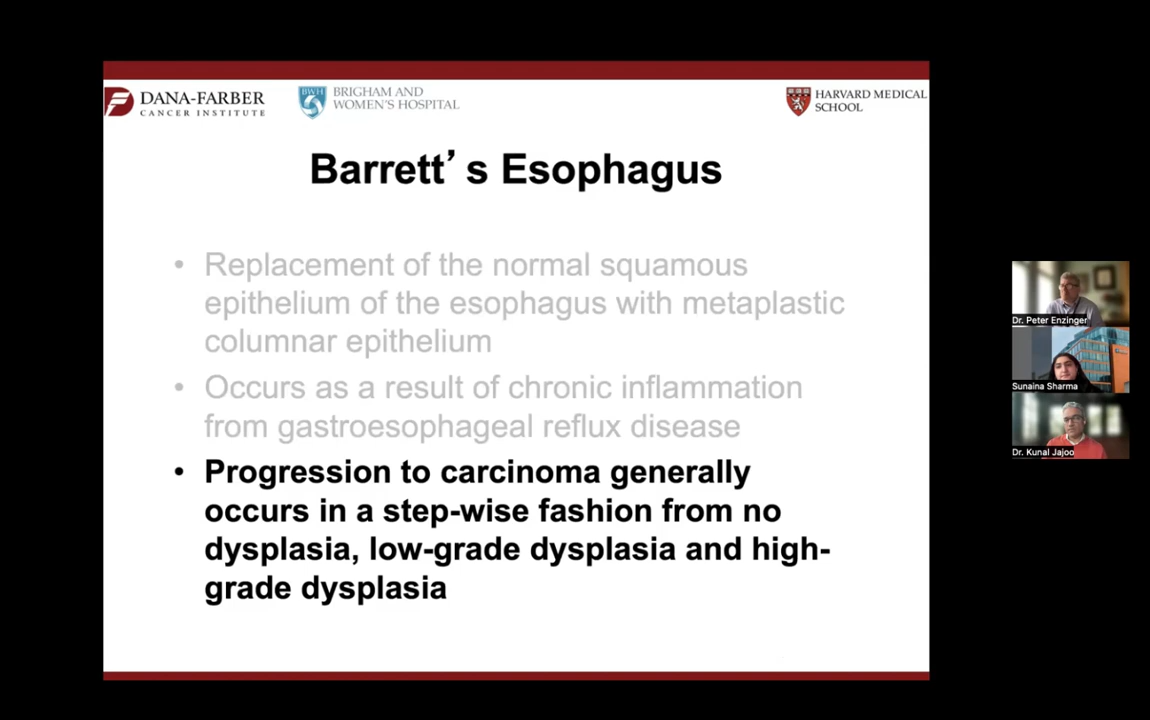 DANA-FARBER
CANCER INSTITUTE
BWH
BRIGHAM AND
WOMEN'S HOSPITAL
HARVARD MEDICAL
SCHOOL
Barrett's Esophagus
• Replacement of the normal squamous
epithelium of the esophagus with metaplastic
columnar epithelium
• Occurs as a result of chronic inflammation
from gastroesophageal reflux disease
• Progression to carcinoma generally
occurs in a step-wise fashion from no
dysplasia, low-grade dysplasia and high-
grade dysplasia
Dr. Peter Enzinger
Sunaina Sharma
Dr. Kunal Jajoo